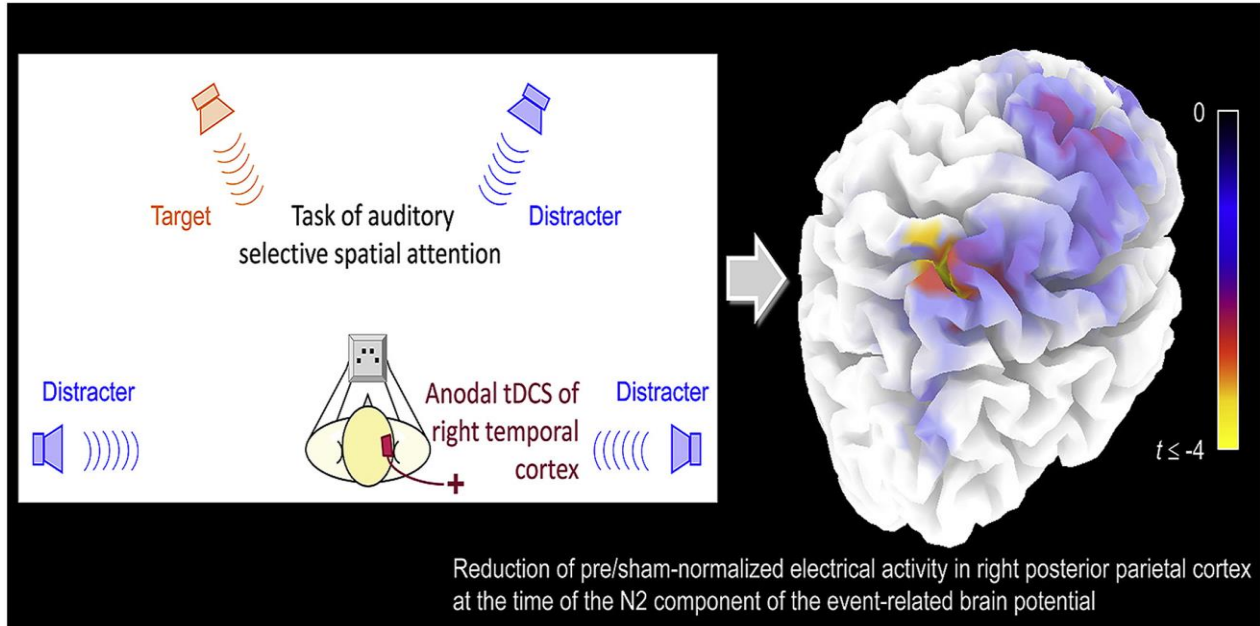 Target
Task of auditory
selective spatial attention
Distracter
Distracter
Anodal tDCS of
right temporal
cortex
+
Distracter
0
t ≤ -4
Reduction of pre/sham-normalized electrical activity in right posterior parietal cortex
at the time of the N2 component of the event-related brain potential